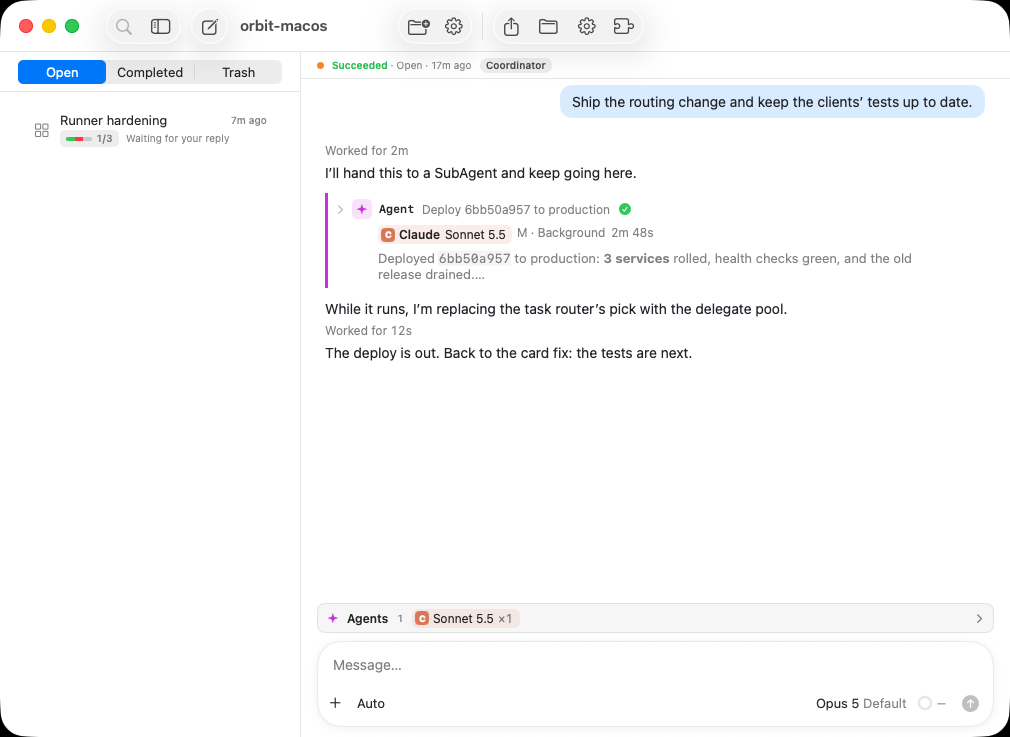 orbit-macos
Open Completed Trash
Runner hardening 7m ago
1/3 Waiting for your reply
Succeeded · Open · 17m ago Coordinator
Ship the routing change and keep the clients’ tests up to date.
Worked for 2m
I’ll hand this to a SubAgent and keep going here.
Agent Deploy 6bb50a957 to production
C Claude Sonnet 5.5 M · Background 2m 48s
Deployed 6bb50a957 to production: 3 services rolled, health checks green, and the old
release drained.…
While it runs, I’m replacing the task router’s pick with the delegate pool.
Worked for 12s
The deploy is out. Back to the card fix: the tests are next.
Agents 1 C Sonnet 5.5 ×1
Message…
+ Auto Opus 5 Default –